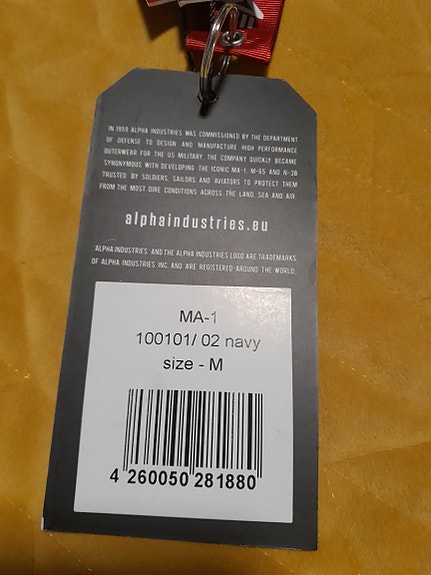 IN 1959 ALPHA INDUSTRIES WAS COMMISSIONED BY THE DEPARTMENT
OF DEFENSE TO DESIGN AND MANUFACTURE HIGH PERFORMANCE
OUTERWEAR FOR THE US MILITARY. THE COMPANY QUICKLY BECAME
SYNONYMOUS WITH DEVELOPING THE ICONIC MA-1, M-65 AND N-3B
TRUSTED BY SOLDIERS, SAILORS AND AVIATORS TO PROTECT THEM
FROM THE MOST DIRE CONDITIONS ACROSS THE LAND, SEA AND AIR.
alphaindustries.eu
'ALPHA INDUSTRIES' AND THE ALPHA INDUSTRIES LOGO ARE TRADEMARKS
OF ALPHA INDUSTRIES INC. AND ARE REGISTERED AROUND THE WORLD.
MA-1
100101/ 02 navy
size - M
4 260050 281880